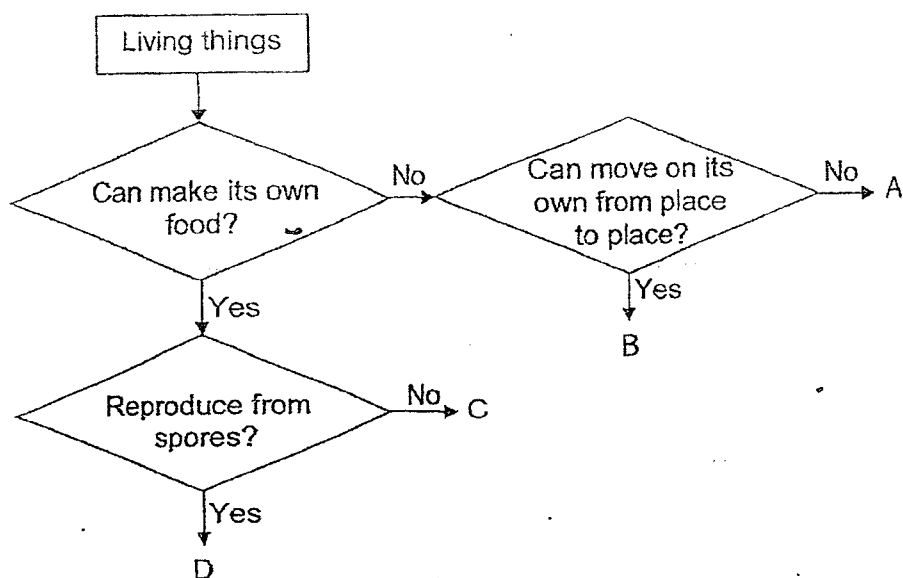 Living things
Can make its own
food?
No
Can move on its
own from place
to place?
No
A
Yes
B
Yes
Reproduce from
spores?
No
C
Yes
D